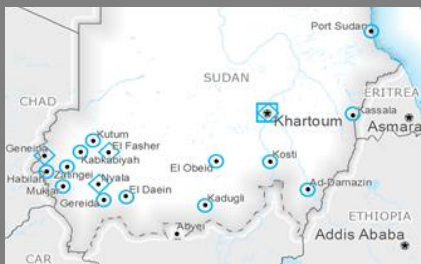 Port Sudan
SUDAN
CHAD
ERITREA
Khartoum
Kassala
Asmara
Kutum
Geneina
El Fasher
Kabkabiyah
El Obeid
Kosti
Habilah
Zalingei
Mukjar
Nyala
El Daein
Ad-Damazin
Gereida
Kadugli
Abyei
ETHIOPIA
Addis Ababa
CAR